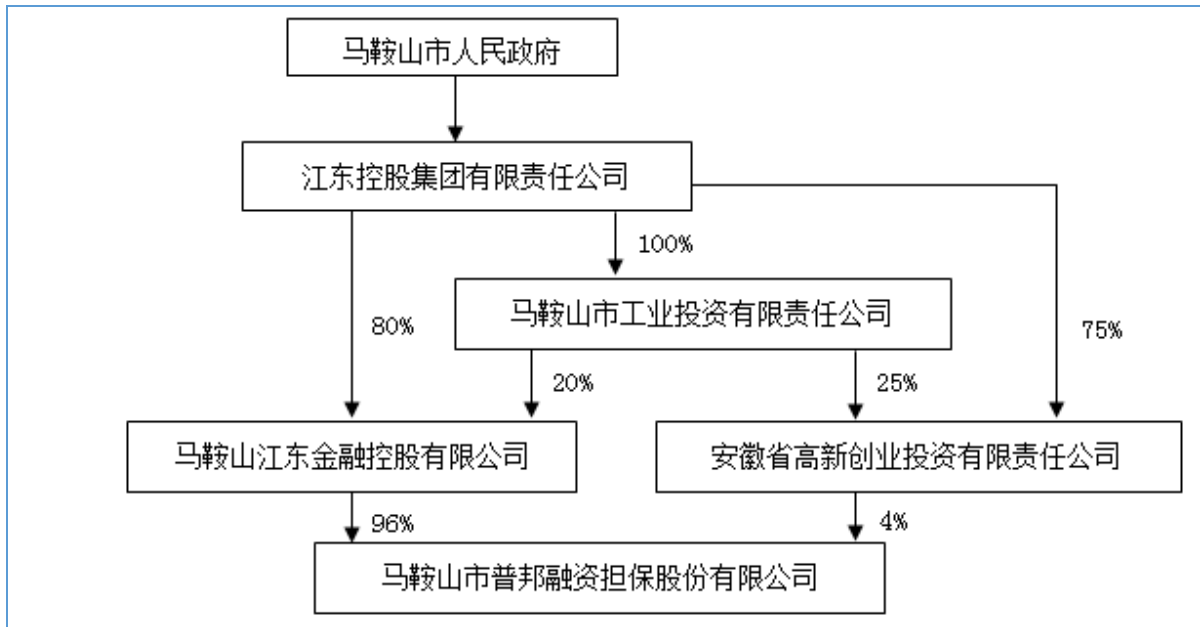 马鞍山市人民政府
江东控股集团有限责任公司
100%
马鞍山市工业投资有限责任公司
80%
75%
20%
25%
马鞍山江东金融控股有限公司
安徽省高新创业投资有限责任公司
96%
4%
马鞍山市普邦融资担保股份有限公司